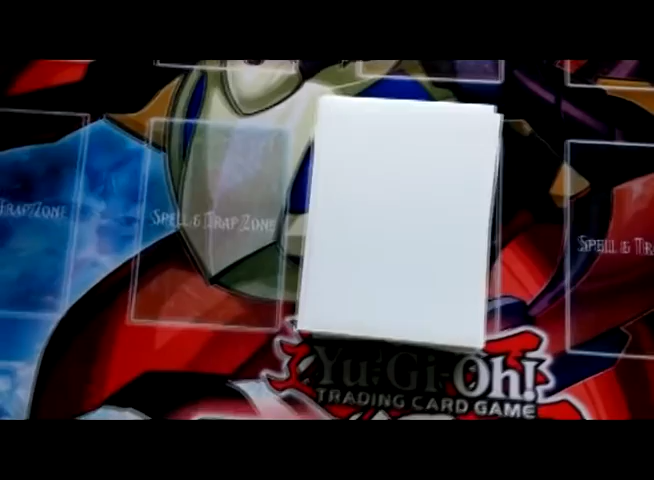 TRAP ZONE
SPELL & TRAP ZONE
SPELL & TR
Yu-Gi-Oh!
TRADING CARD GAME